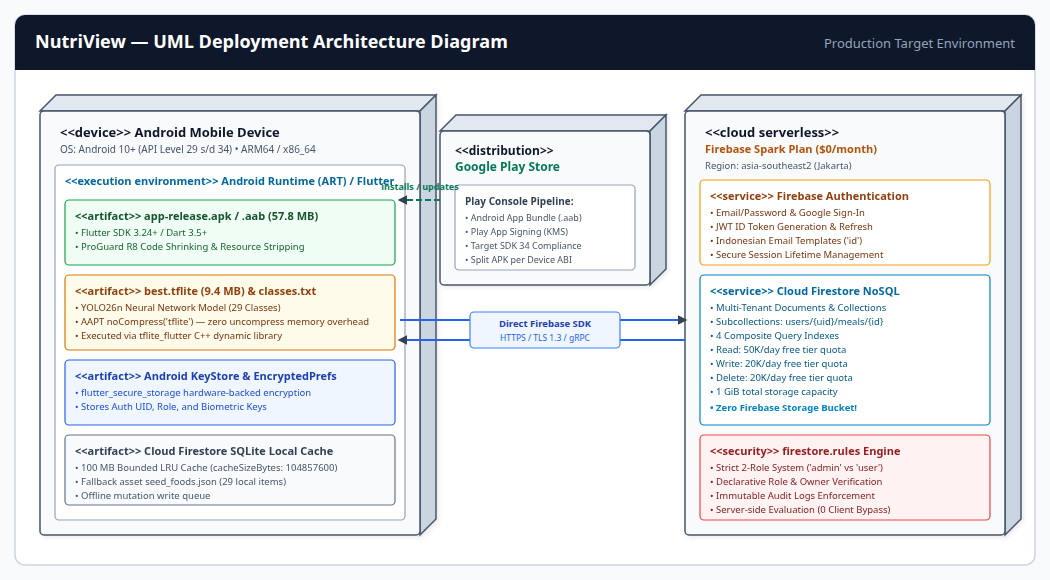 NutriView — UML Deployment Architecture Diagram
Production Target Environment
<<device>> Android Mobile Device
OS: Android 10+ (API Level 29 s/d 34) • ARM64 / x86_64
<<execution environment>> Android Runtime (ART) / Flutter
<<artifact>> app-release.apk / .aab (57.8 MB)
• Flutter SDK 3.24+ / Dart 3.5+
• ProGuard R8 Code Shrinking & Resource Stripping
<<artifact>> best.tflite (9.4 MB) & classes.txt
• YOLO26n Neural Network Model (29 Classes)
• AAPT noCompress('tflite') — zero uncompress memory overhead
• Executed via tflite_flutter C++ dynamic library
<<artifact>> Android KeyStore & EncryptedPrefs
• flutter_secure_storage hardware-backed encryption
• Stores Auth UID, Role, and Biometric Keys
<<artifact>> Cloud Firestore SQLite Local Cache
• 100 MB Bounded LRU Cache (cacheSizeBytes: 104857600)
• Fallback asset seed_foods.json (29 local items)
• Offline mutation write queue
Installs / updates
<<distribution>>
Google Play Store
Play Console Pipeline:
• Android App Bundle (.aab)
• Play App Signing (KMS)
• Target SDK 34 Compliance
• Split APK per Device ABI
Direct Firebase SDK
HTTPS / TLS 1.3 / gRPC
<<cloud serverless>>
Firebase Spark Plan ($0/month)
Region: asia-southeast2 (Jakarta)
<<service>> Firebase Authentication
• Email/Password & Google Sign-In
• JWT ID Token Generation & Refresh
• Indonesian Email Templates ('id')
• Secure Session Lifetime Management
<<service>> Cloud Firestore NoSQL
• Multi-Tenant Documents & Collections
• Subcollections: users/{uid}/meals/{id}
• 4 Composite Query Indexes
• Read: 50K/day free tier quota
• Write: 20K/day free tier quota
• Delete: 20K/day free tier quota
• 1 GiB total storage capacity
• Zero Firebase Storage Bucket!
<<security>> firestore.rules Engine
• Strict 2-Role System ('admin' vs 'user')
• Declarative Role & Owner Verification
• Immutable Audit Logs Enforcement
• Server-side Evaluation (0 Client Bypass)